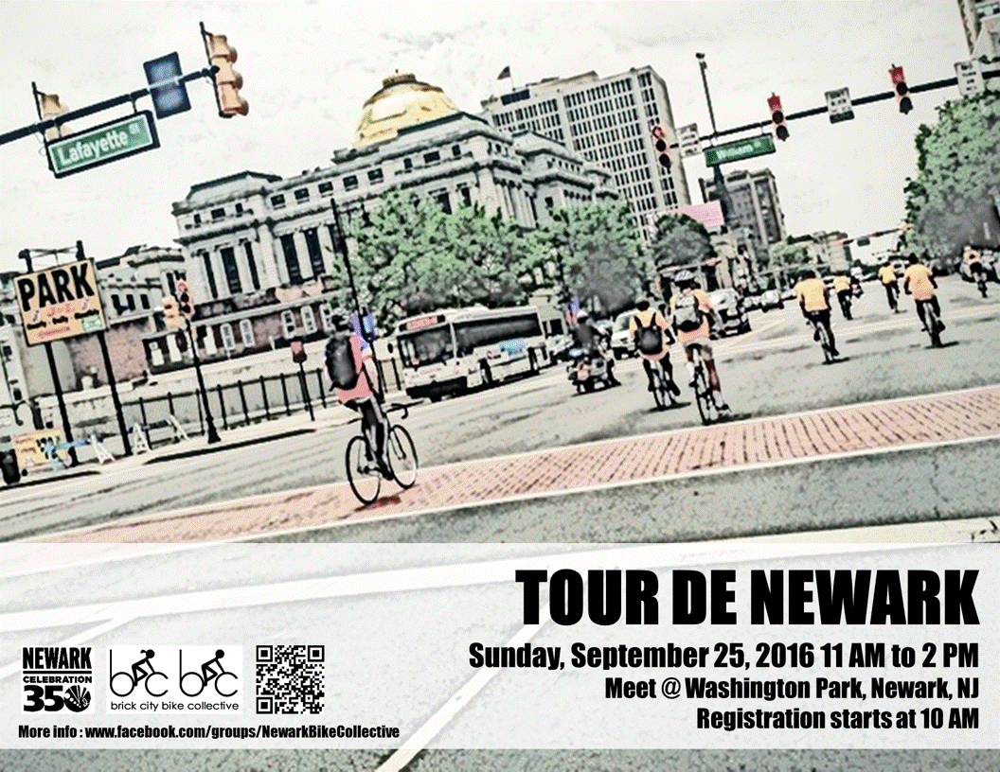 Lafayette St
William St
PARK
TOUR DE NEWARK
Sunday, September 25, 2016 11 AM to 2 PM
Meet @ Washington Park, Newark, NJ
Registration starts at 10 AM
NEWARK
CELEBRATION
350
bc bc
brick city bike collective
More info : www.facebook.com/groups/NewarkBikeCollective